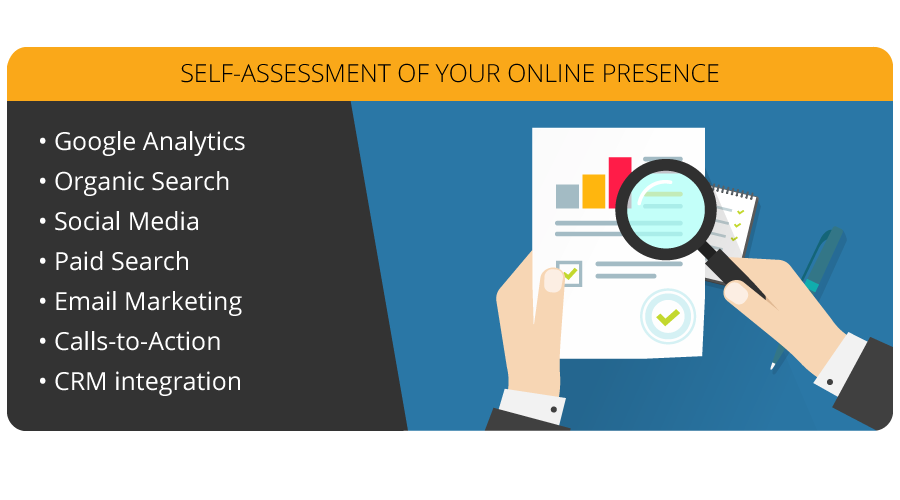 SELF-ASSESSMENT OF YOUR ONLINE PRESENCE
• Google Analytics
• Organic Search
• Social Media
• Paid Search
• Email Marketing
• Calls-to-Action
• CRM integration